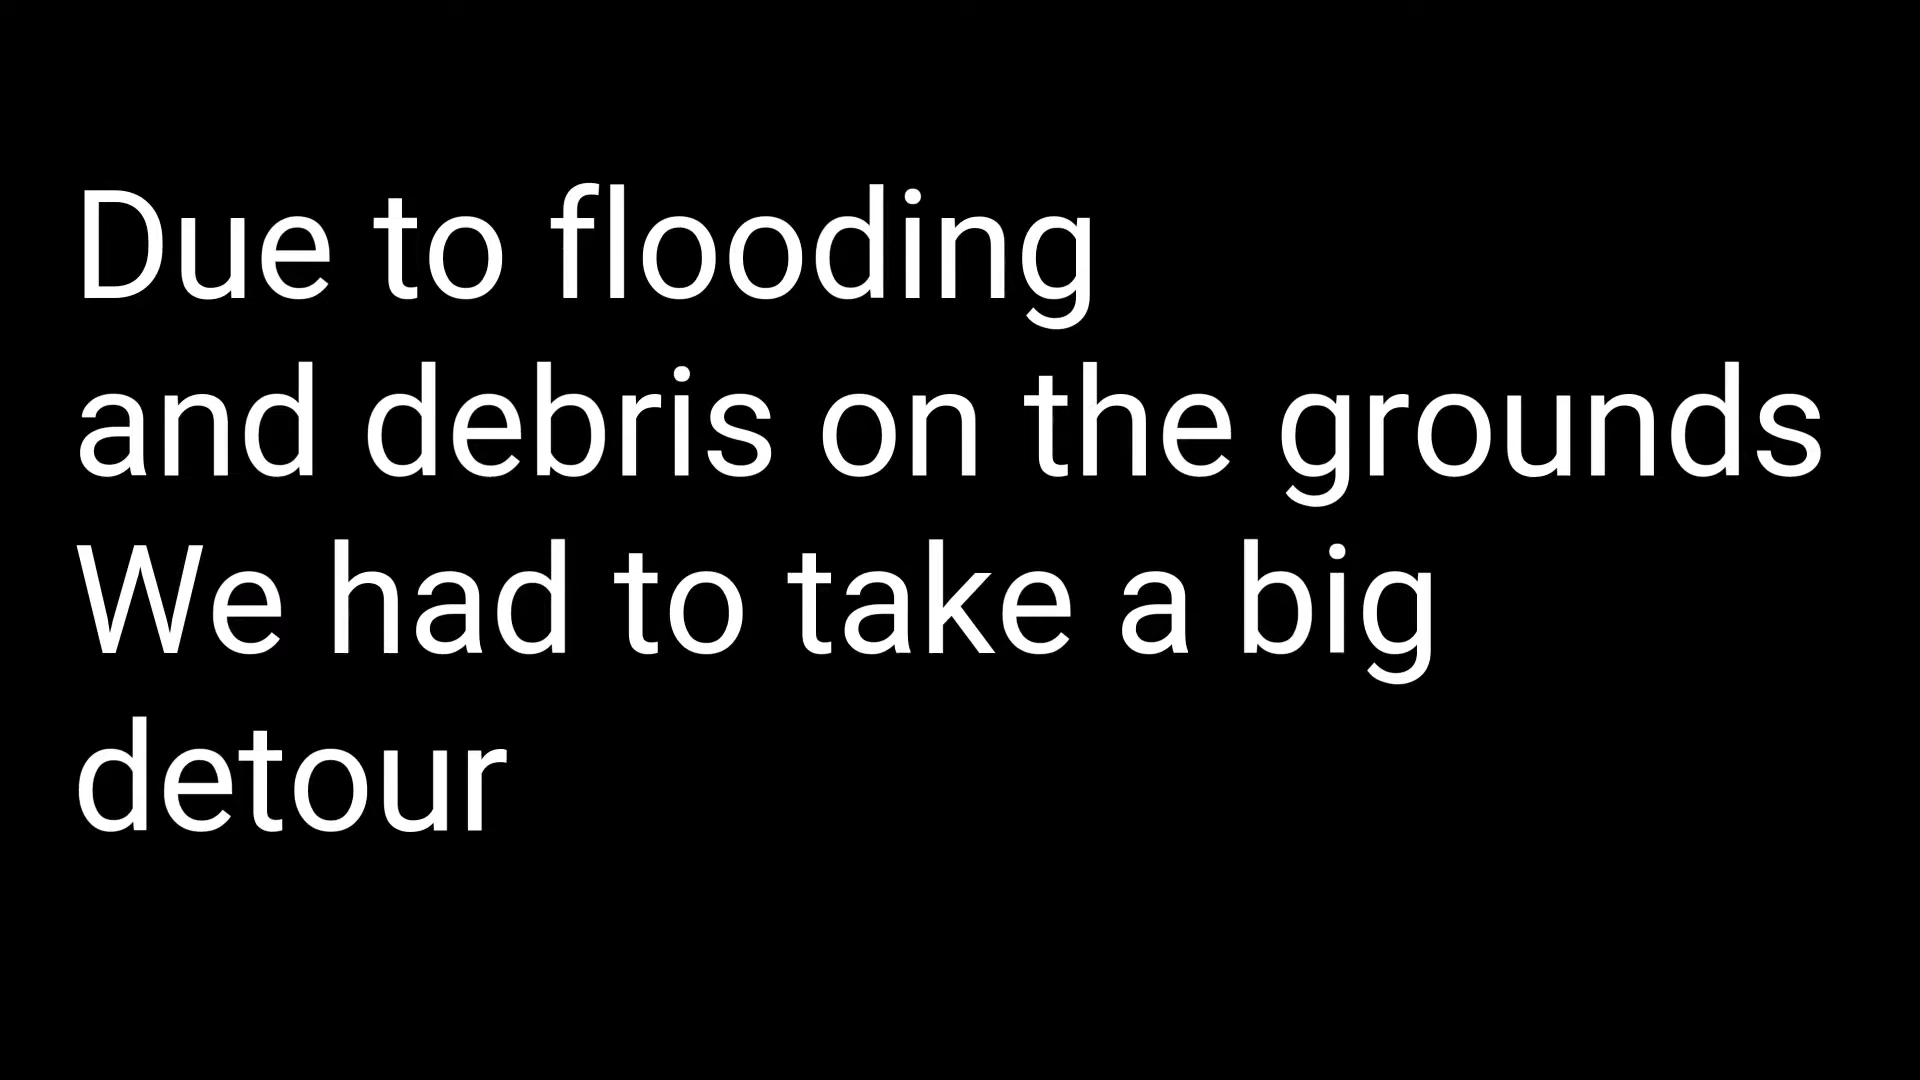 Due to flooding
and debris on the grounds
We had to take a big
detour